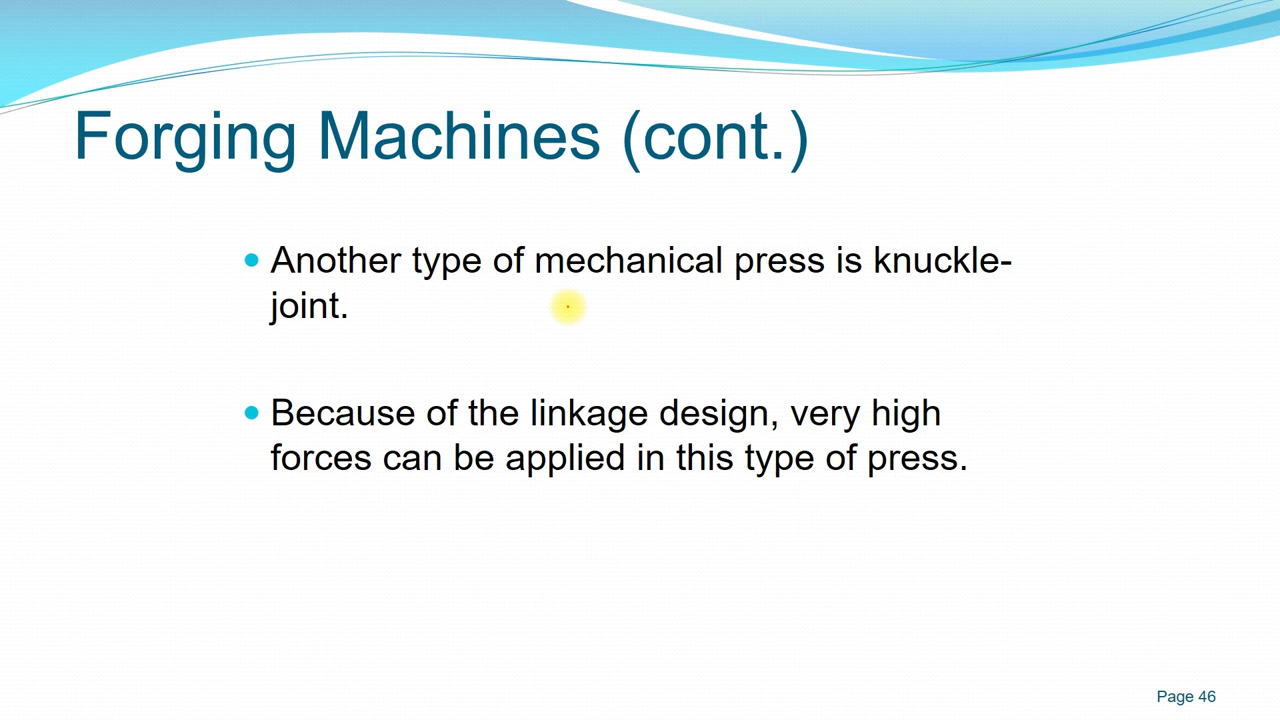 Forging Machines (cont.)
• Another type of mechanical press is knuckle-
joint.
• Because of the linkage design, very high
forces can be applied in this type of press.
Page 46